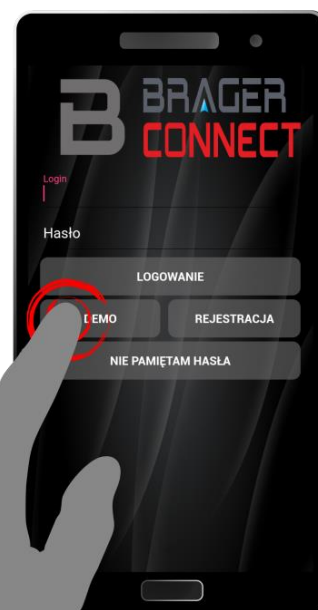 B BRAGER
CONNECT
Login
Hasło
LOGOWANIE
DEMO REJESTRACJA
NIE PAMIĘTAM HASŁA